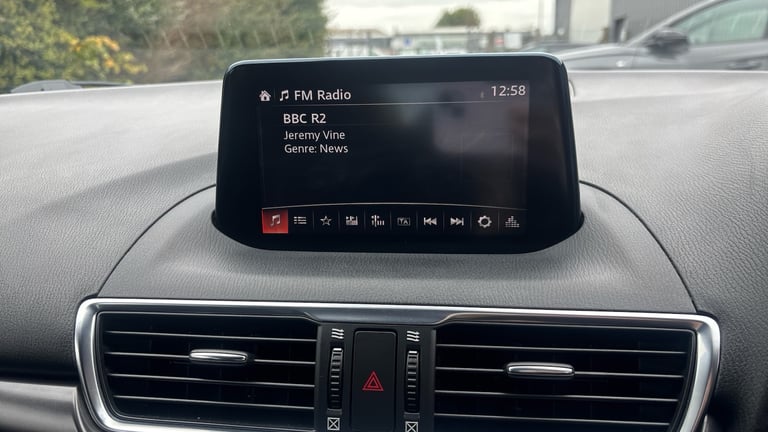 FM Radio 12:58
BBC R2
Jeremy Vine
Genre: News
TA